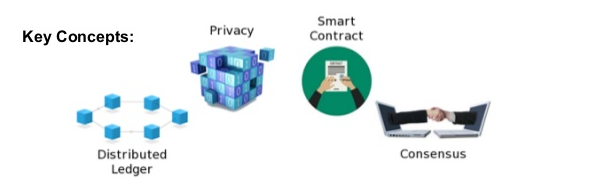 Key Concepts:
Privacy
Smart
Contract
Distributed
Ledger
Consensus